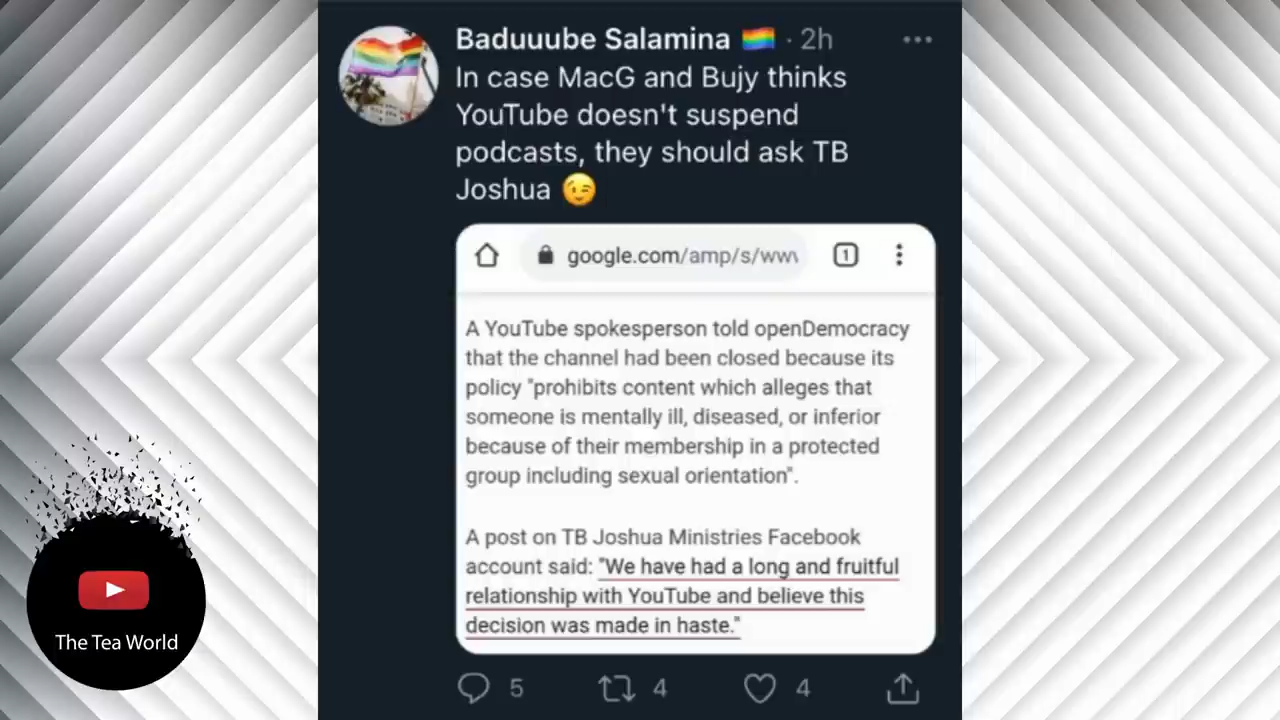 Baduuube Salamina 🏳️‍🌈 · 2h
In case MacG and Bujy thinks
YouTube doesn't suspend
podcasts, they should ask TB
Joshua 😉
google.com/amp/s/www
1
A YouTube spokesperson told openDemocracy
that the channel had been closed because its
policy "prohibits content which alleges that
someone is mentally ill, diseased, or inferior
because of their membership in a protected
group including sexual orientation".
A post on TB Joshua Ministries Facebook
account said: "We have had a long and fruitful
relationship with YouTube and believe this
decision was made in haste."
5 4 4
The Tea World